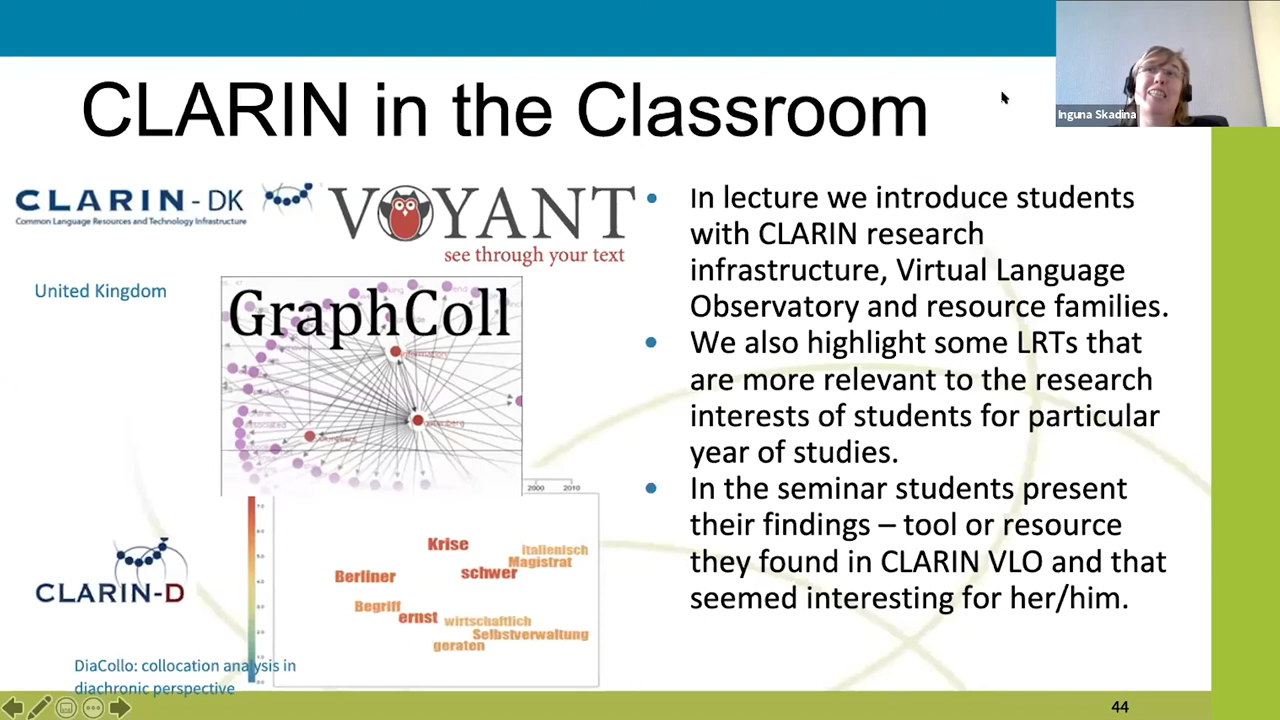 Inguna Skadina
CLARIN in the Classroom
CLARIN - DK
Common Language Resources and Technology Infrastructure
VOYANT
see through your text
United Kingdom
GraphColl
2000 2010
Krise
italienisch
Magistrat
schwer
Berliner
Begriff
ernst
wirtschaftlich
Selbstverwaltung
geraten
CLARIN-D
DiaCollo: collocation analysis in
diachronic perspective
• In lecture we introduce students
with CLARIN research
infrastructure, Virtual Language
Observatory and resource families.
• We also highlight some LRTs that
are more relevant to the research
interests of students for particular
year of studies.
• In the seminar students present
their findings – tool or resource
they found in CLARIN VLO and that
seemed interesting for her/him.
44